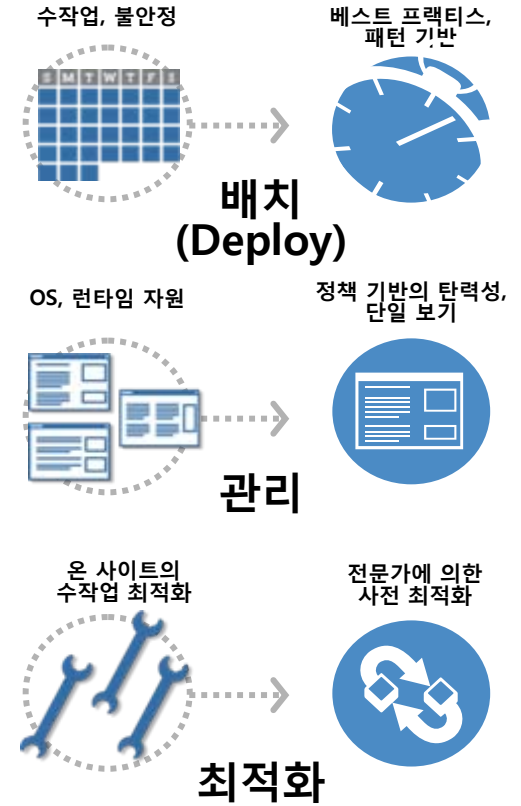 수작업, 불안정
베스트 프랙티스,
패턴 기반
S M T W T F S
배치
(Deploy)
OS, 런타임 자원
정책 기반의 탄력성,
단일 보기
관리
온 사이트의
수작업 최적화
전문가에 의한
사전 최적화
최적화